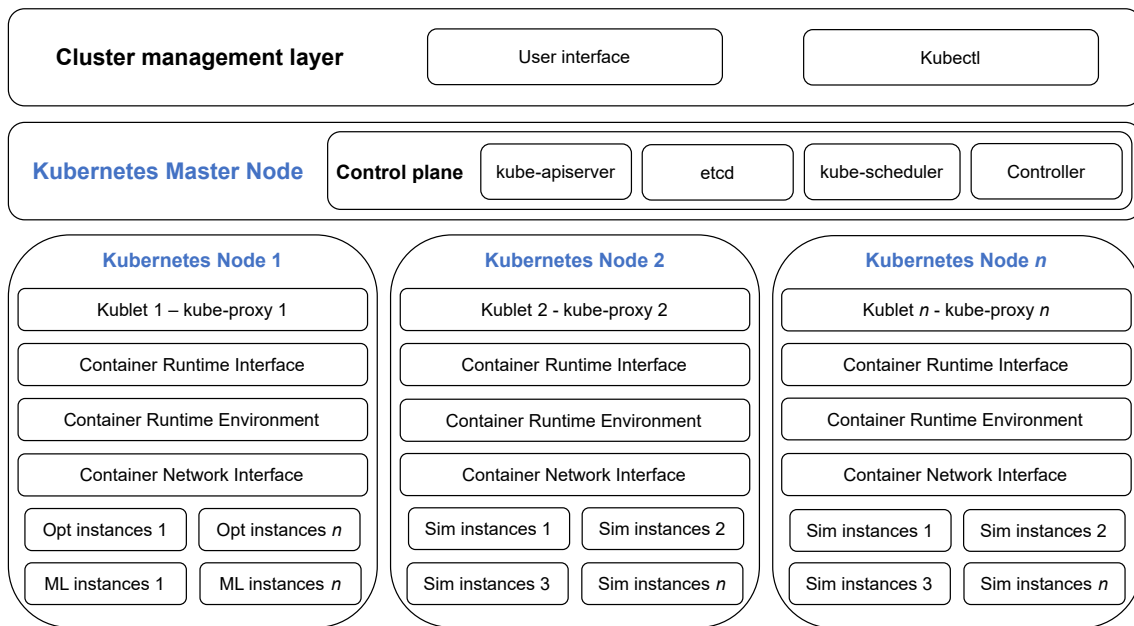 Cluster management layer
User interface
Kubectl
Kubernetes Master Node
Control plane
kube-apiserver
etcd
kube-scheduler
Controller
Kubernetes Node 1
Kublet 1 – kube-proxy 1
Container Runtime Interface
Container Runtime Environment
Container Network Interface
Opt instances 1
Opt instances n
ML instances 1
ML instances n
Kubernetes Node 2
Kublet 2 - kube-proxy 2
Container Runtime Interface
Container Runtime Environment
Container Network Interface
Sim instances 1
Sim instances 2
Sim instances 3
Sim instances n
Kubernetes Node n
Kublet n - kube-proxy n
Container Runtime Interface
Container Runtime Environment
Container Network Interface
Sim instances 1
Sim instances 2
Sim instances 3
Sim instances n